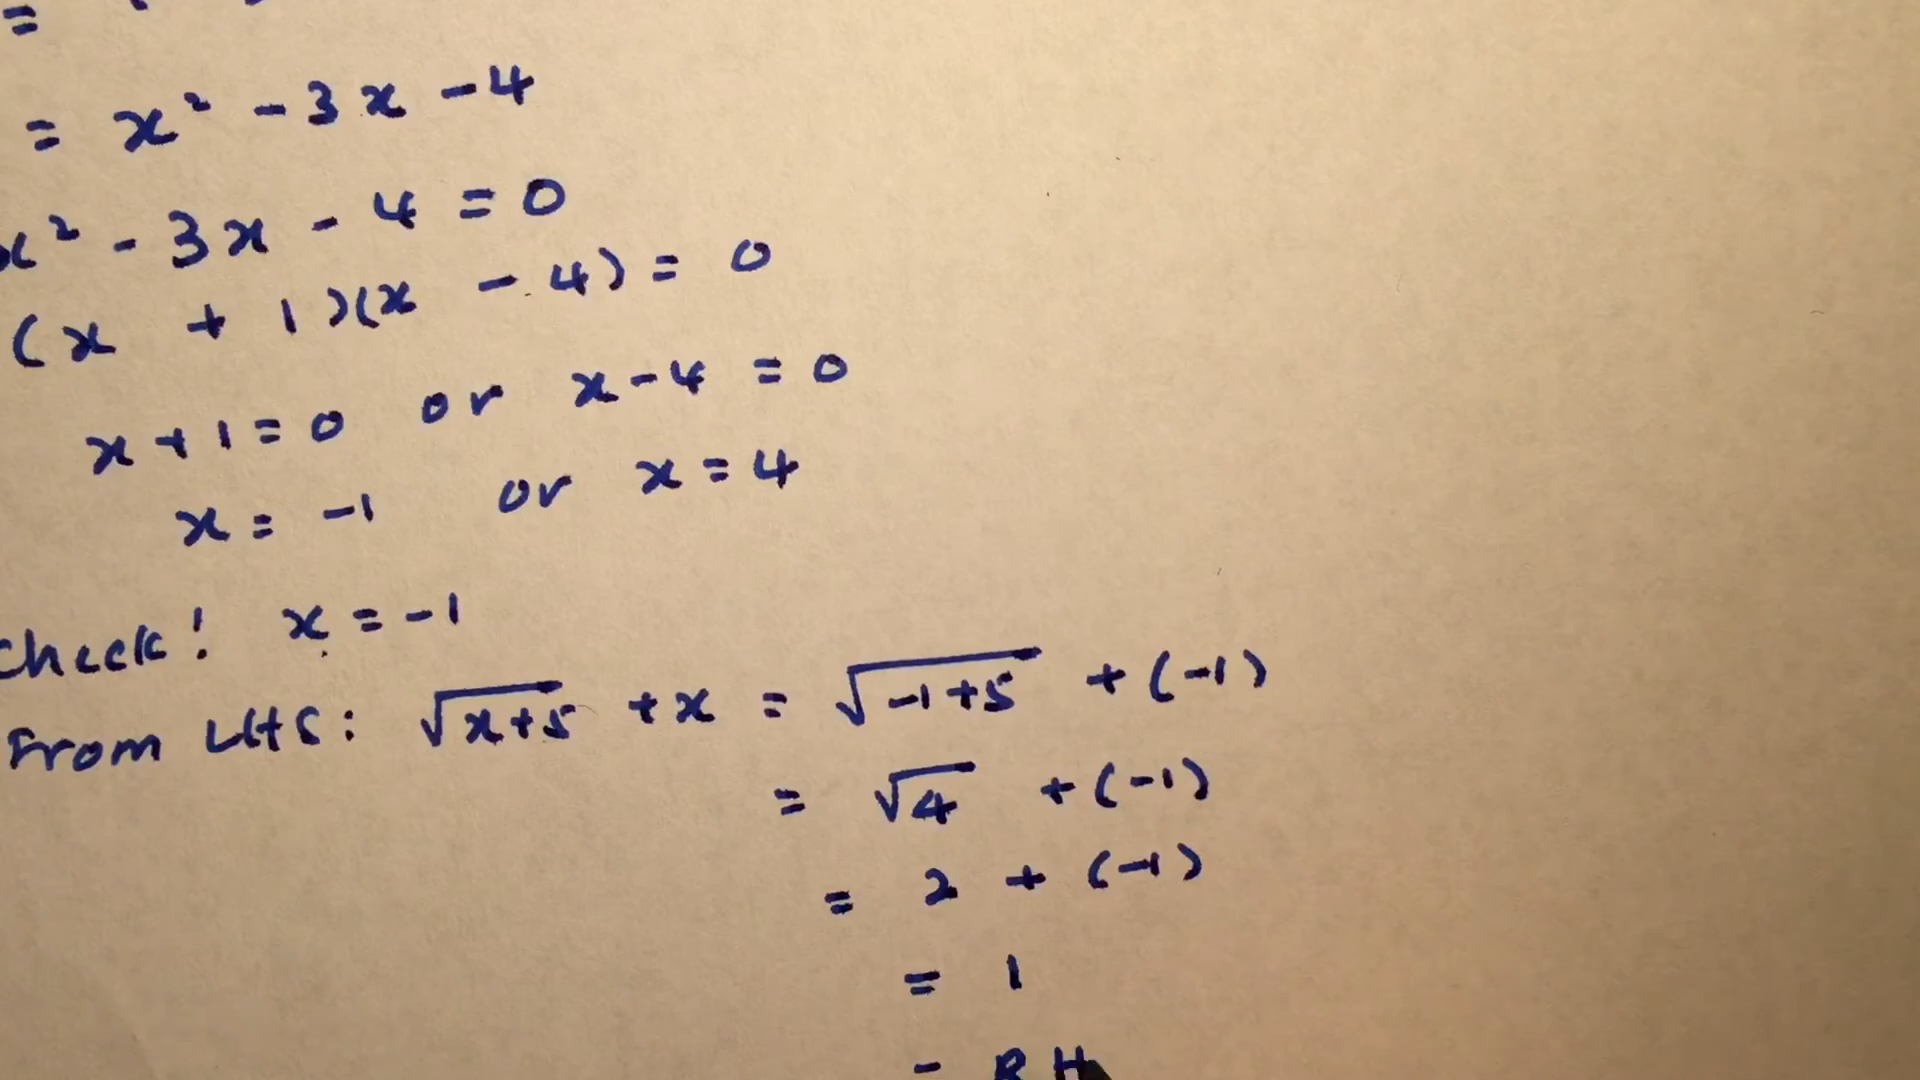 =
= x² - 3x - 4
x² - 3x - 4 = 0
(x + 1)(x - 4) = 0
x + 1 = 0 or x - 4 = 0
x = -1 or x = 4
Check! x = -1
From LHS: √(x+5) + x = √(-1+5) + (-1)
= √4 + (-1)
= 2 + (-1)
= 1
= RH